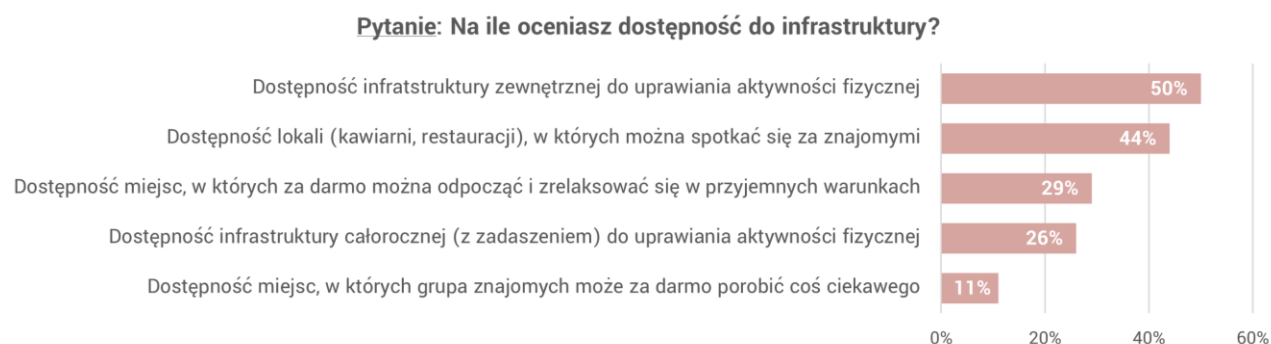 Pytanie: Na ile oceniasz dostępność do infrastruktury?
Dostępność infratstruktury zewnętrznej do uprawiania aktywności fizycznej 50%
Dostępność lokali (kawiarni, restauracji), w których można spotkać się za znajomymi 44%
Dostępność miejsc, w których za darmo można odpocząć i zrelaksować się w przyjemnych warunkach 29%
Dostępność infrastruktury całorocznej (z zadaszeniem) do uprawiania aktywności fizycznej 26%
Dostępność miejsc, w których grupa znajomych może za darmo porobić coś ciekawego 11%
0% 20% 40% 60%